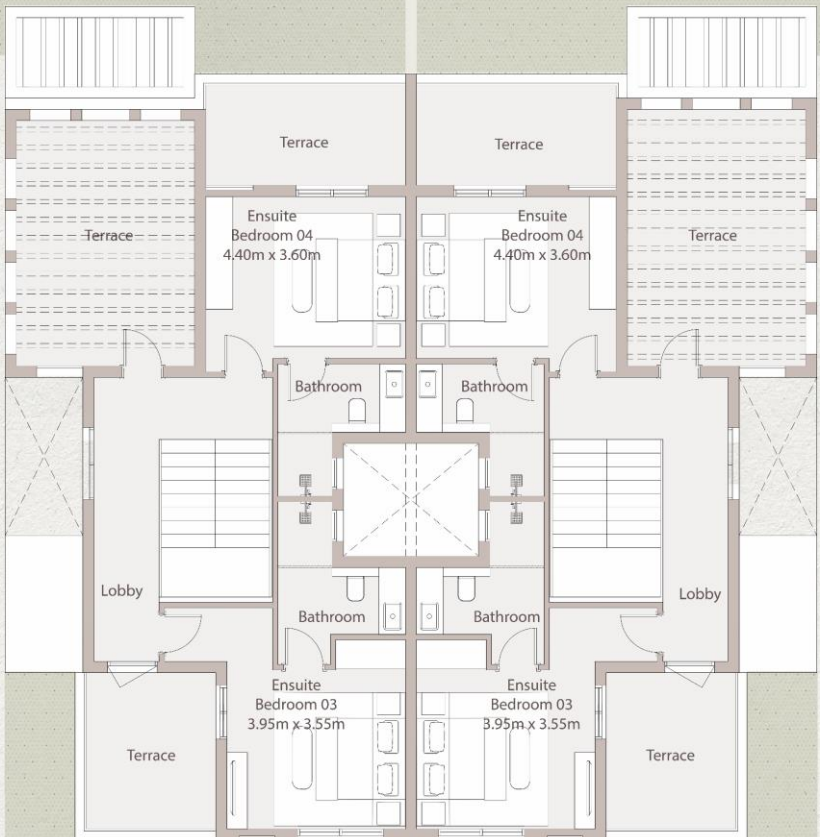 Terrace
Terrace
Terrace
Ensuite
Bedroom 04
4.40m x 3.60m
Ensuite
Bedroom 04
4.40m x 3.60m
Terrace
Bathroom
Bathroom
Lobby
Bathroom
Bathroom
Lobby
Ensuite
Bedroom 03
3.95m x 3.55m
Ensuite
Bedroom 03
3.95m x 3.55m
Terrace
Terrace